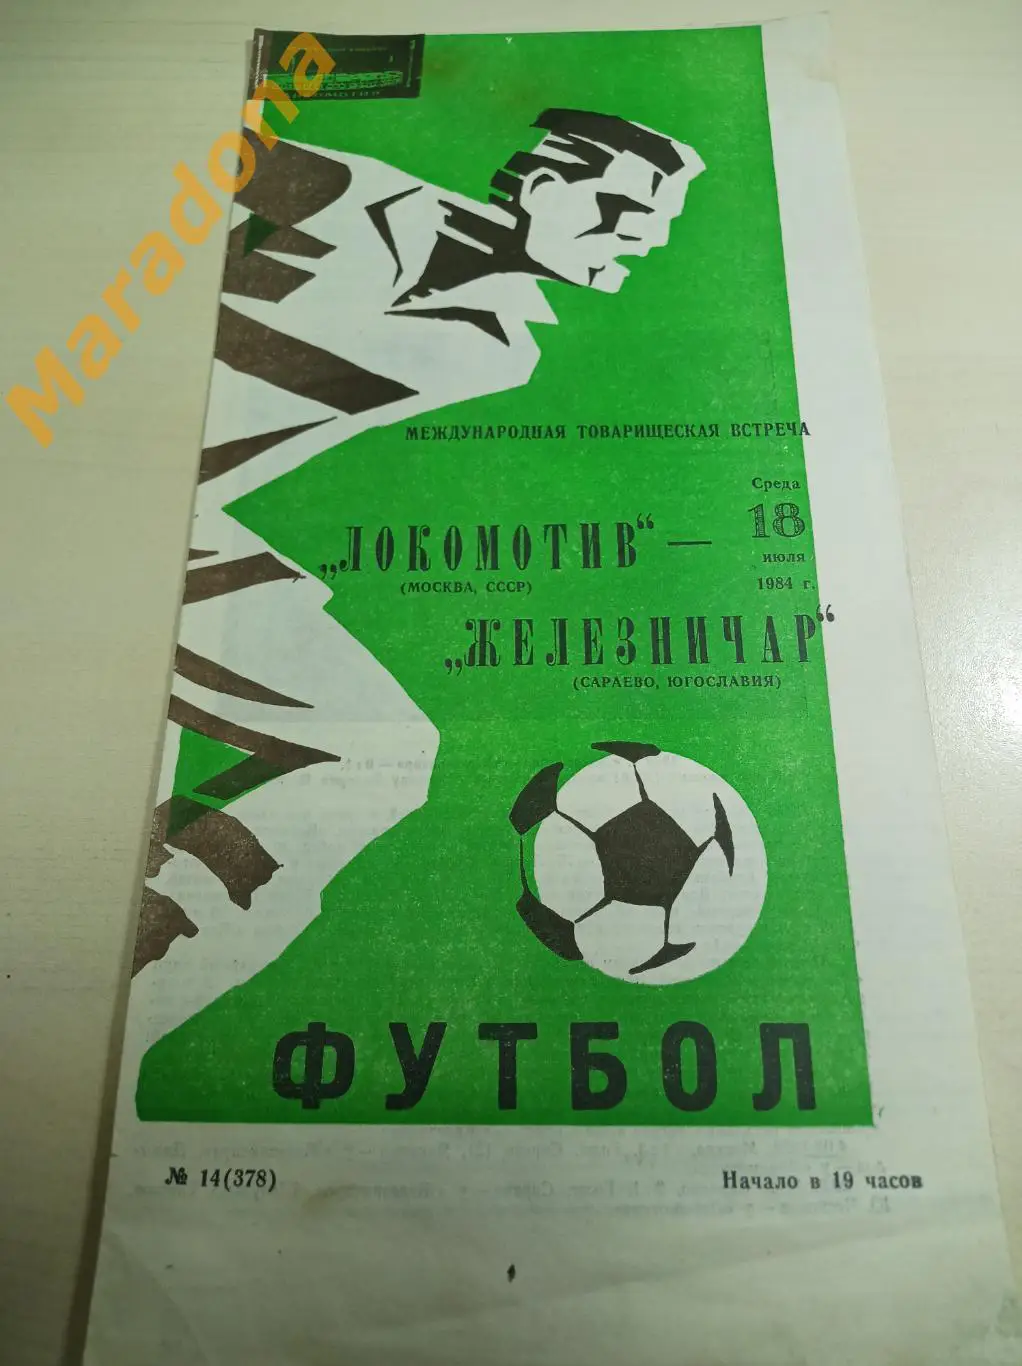 Maradona
МЕЖДУНАРОДНАЯ ТОВАРИЩЕСКАЯ ВСТРЕЧА
Среда
18
июля
1984 г.
„ЛОКОМОТИВ“ —
(МОСКВА, СССР)
„ЖЕЛЕЗНИЧАР“
(САРАЕВО, ЮГОСЛАВИЯ)
ФУТБОЛ
№ 14(378)
Начало в 19 часов